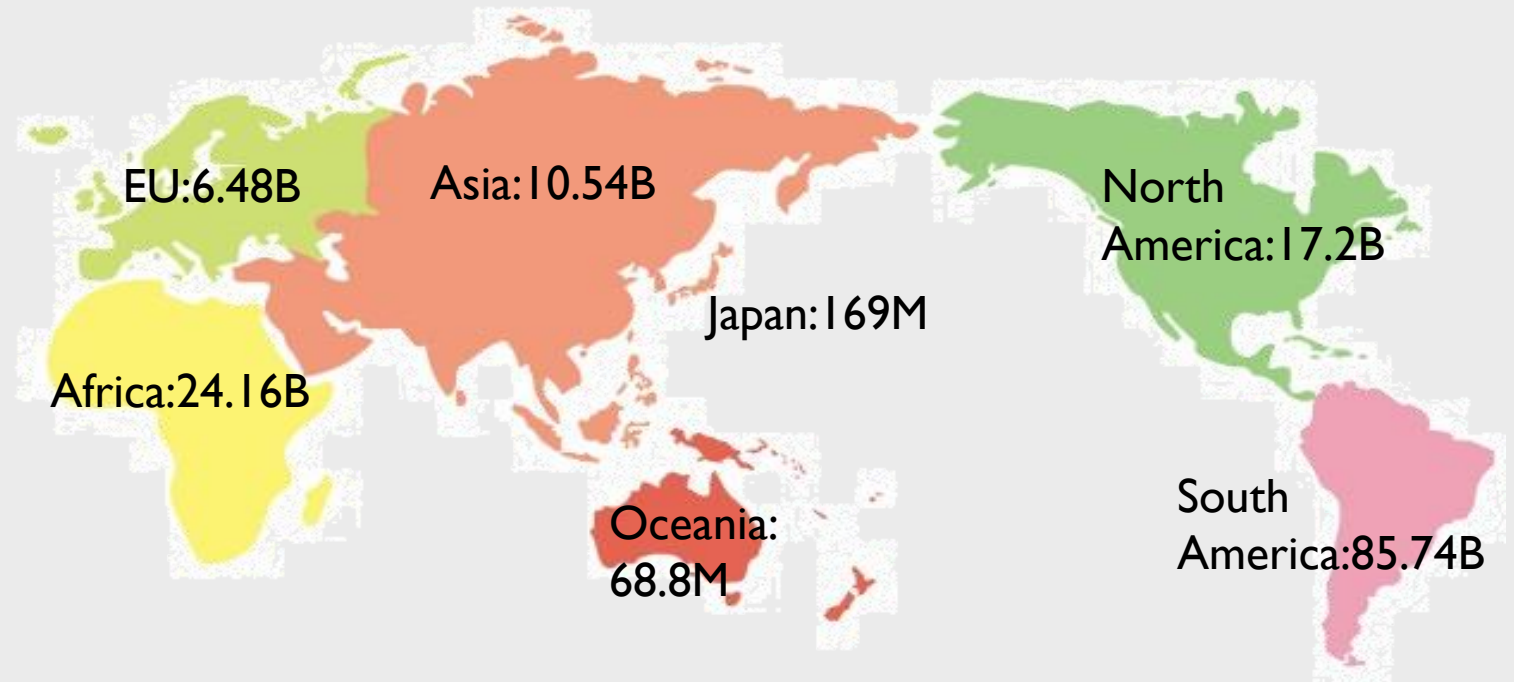 EU:6.48B
Asia:10.54B
North
America:17.2B
Japan:169M
Africa:24.16B
Oceania:
68.8M
South
America:85.74B